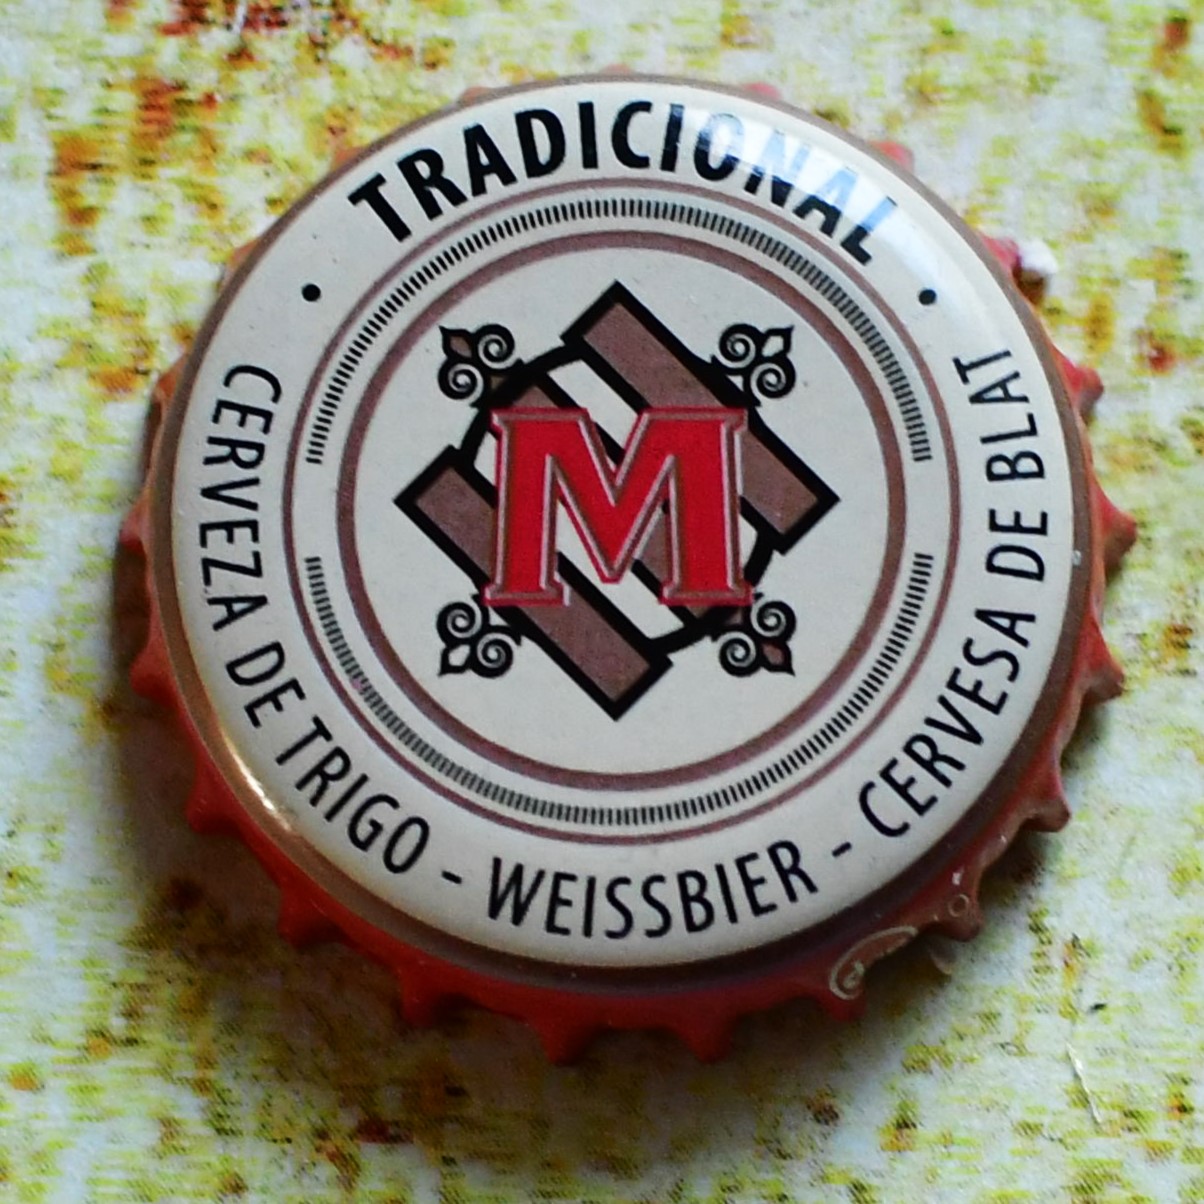 TRADICIONAL
M
CERVEZA DE TRIGO - WEISSBIER - CERVESA DE BLAT